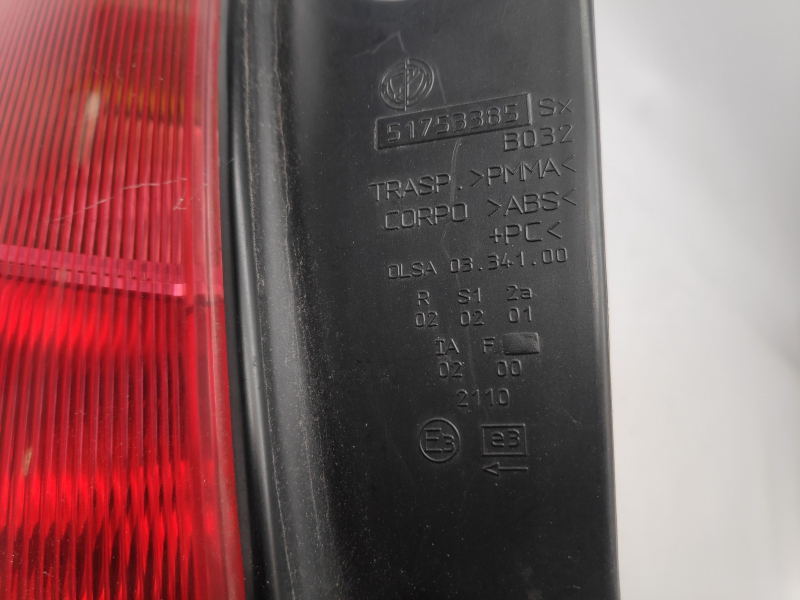 51753385 Sx
B032
TRASP. >PMMA<
CORPO >ABS<
+PC<
OLSA 03.341.00
R S1 2a
02 02 01
IA F
02 00
2110
E3 e3
←